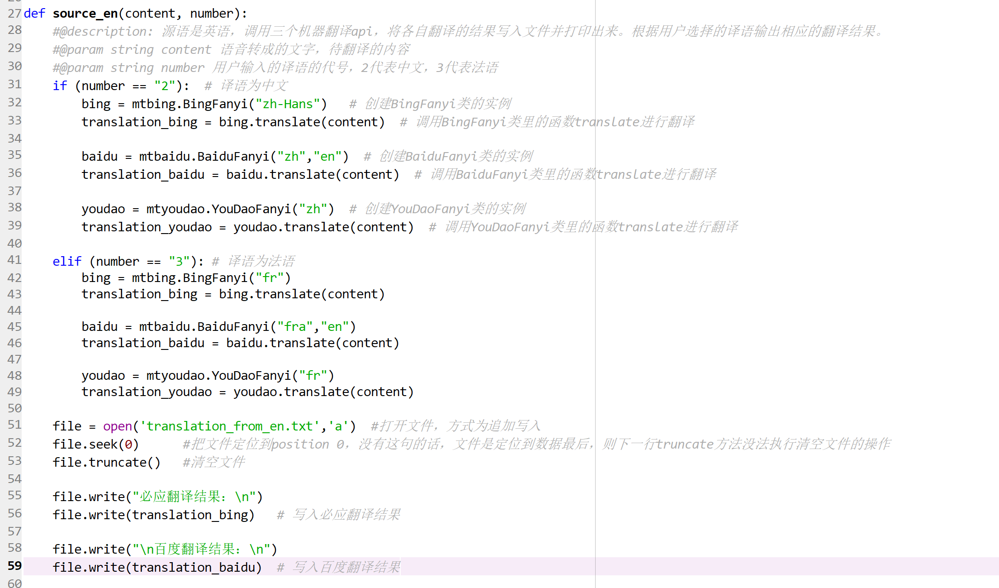 27 def source_en(content, number):
28     #@description: 源语是英语，调用三个机器翻译api，将各自翻译的结果写入文件并打印出来。根据用户选择的译语输出相应的翻译结果。
29     #@param string content 语音转成的文字，待翻译的内容
30     #@param string number 用户输入的译语的代号，2代表中文，3代表法语
31     if (number == "2"):  # 译语为中文
32         bing = mtbing.BingFanyi("zh-Hans")   # 创建BingFanyi类的实例
33         translation_bing = bing.translate(content)  # 调用BingFanyi类里的函数translate进行翻译
34
35         baidu = mtbaidu.BaiduFanyi("zh","en")  # 创建BaiduFanyi类的实例
36         translation_baidu = baidu.translate(content)  # 调用BaiduFanyi类里的函数translate进行翻译
37
38         youdao = mtyoudao.YouDaoFanyi("zh")  # 创建YouDaoFanyi类的实例
39         translation_youdao = youdao.translate(content)  # 调用YouDaoFanyi类里的函数translate进行翻译
40
41     elif (number == "3"): # 译语为法语
42         bing = mtbing.BingFanyi("fr")
43         translation_bing = bing.translate(content)
44
45         baidu = mtbaidu.BaiduFanyi("fra","en")
46         translation_baidu = baidu.translate(content)
47
48         youdao = mtyoudao.YouDaoFanyi("fr")
49         translation_youdao = youdao.translate(content)
50
51     file = open('translation_from_en.txt','a')  #打开文件，方式为追加写入
52     file.seek(0)      #把文件定位到position 0，没有这句的话，文件是定位到数据最后，则下一行truncate方法没法执行清空文件的操作
53     file.truncate()   #清空文件
54
55     file.write("必应翻译结果：\n")
56     file.write(translation_bing)   # 写入必应翻译结果
57
58     file.write("\n百度翻译结果：\n")
59     file.write(translation_baidu)  # 写入百度翻译结果
60